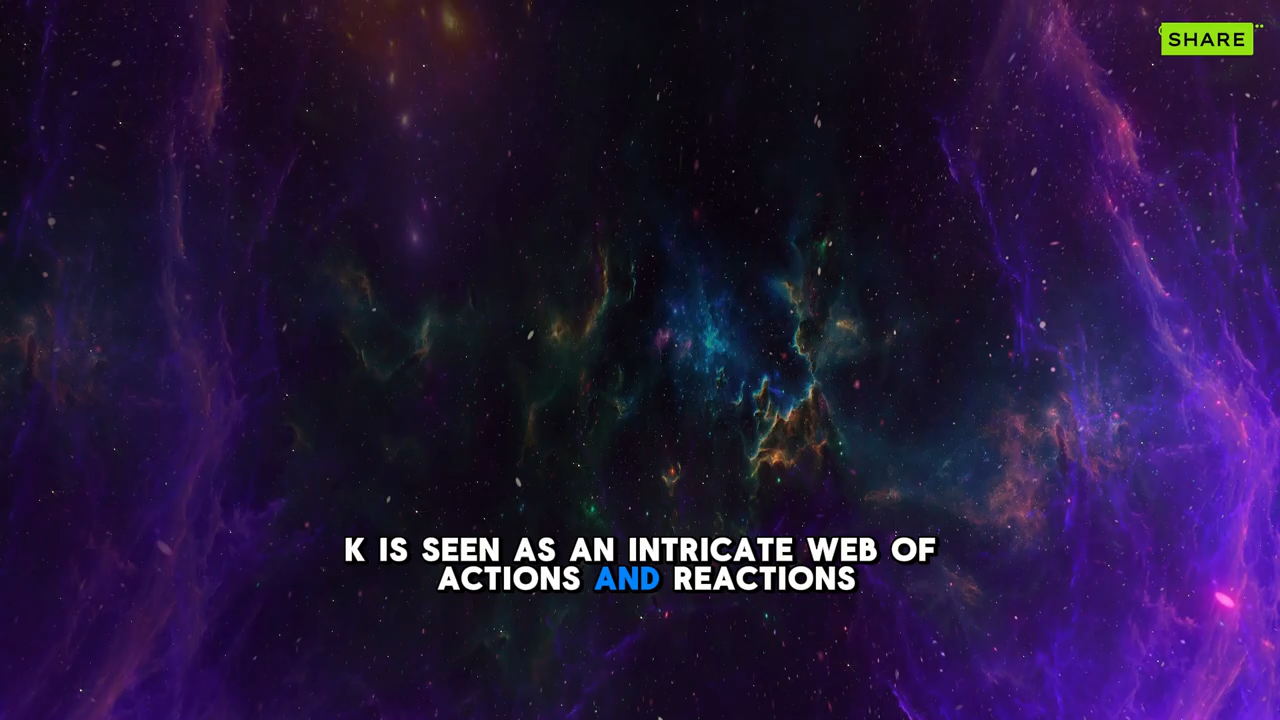 SHARE
K IS SEEN AS AN INTRICATE WEB OF
ACTIONS AND REACTIONS